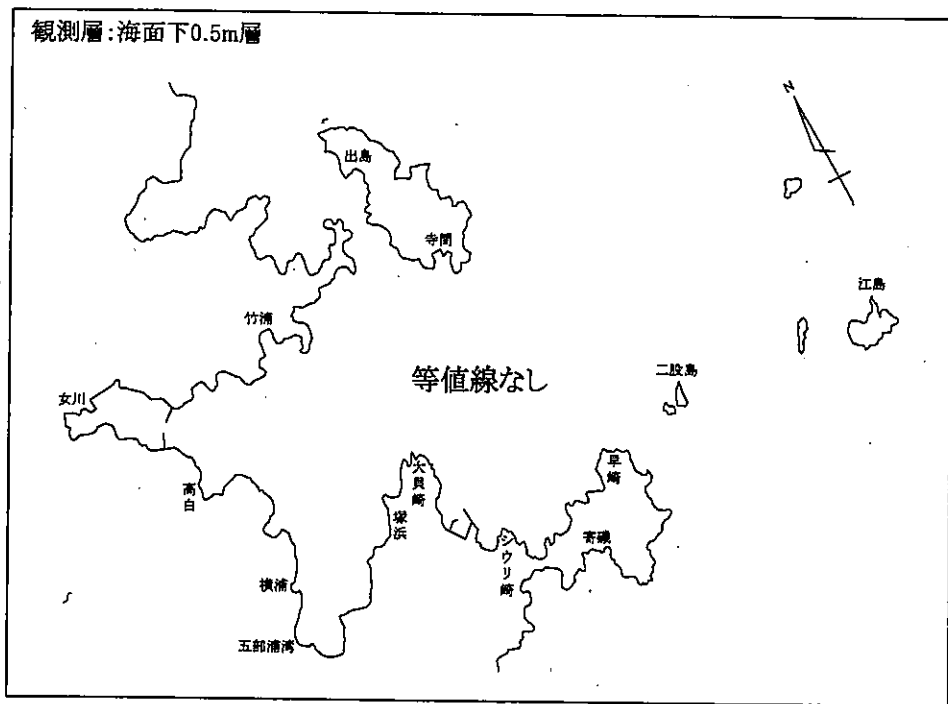 観測層:海面下0.5m層
N
出島
寺間
江島
竹浦
二股島
等値線なし
女川
大貝崎
早崎
高白
塚浜
シウリ崎
寄磯
横浦
五部浦湾